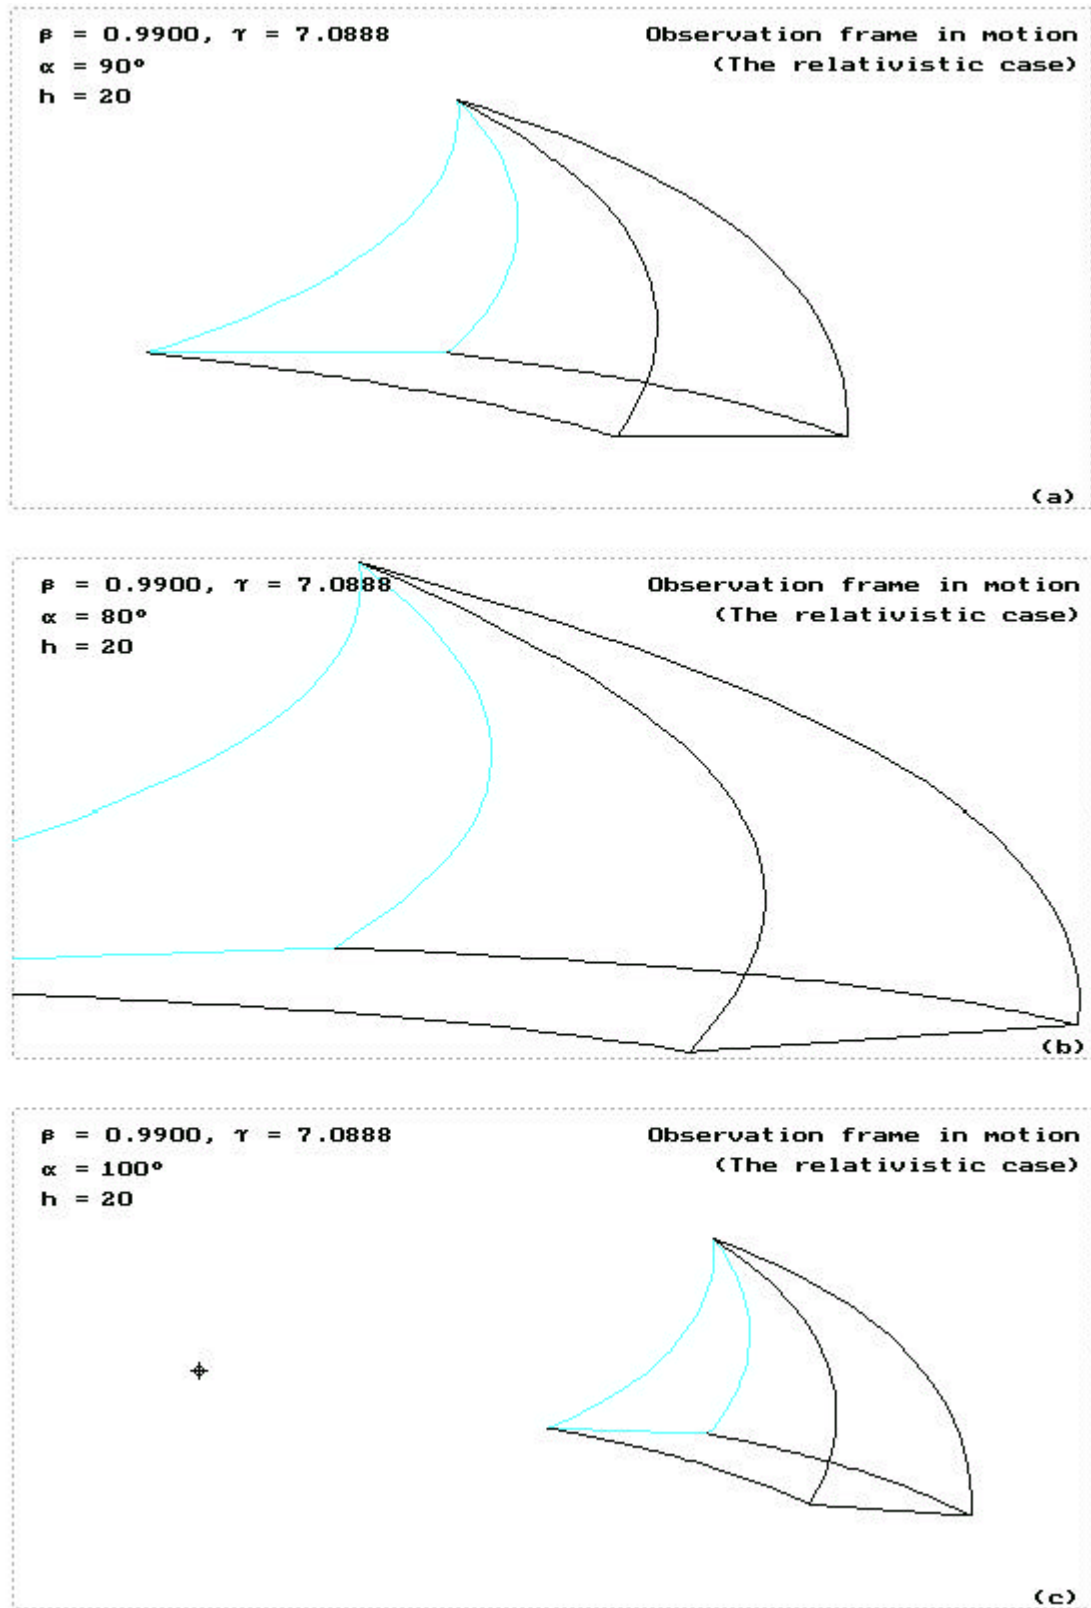 β = 0.9900, γ = 7.0888
Observation frame in motion
α = 90°
(The relativistic case)
h = 20
(a)
β = 0.9900, γ = 7.0888
Observation frame in motion
α = 80°
(The relativistic case)
h = 20
(b)
β = 0.9900, γ = 7.0888
Observation frame in motion
α = 100°
(The relativistic case)
h = 20
(c)